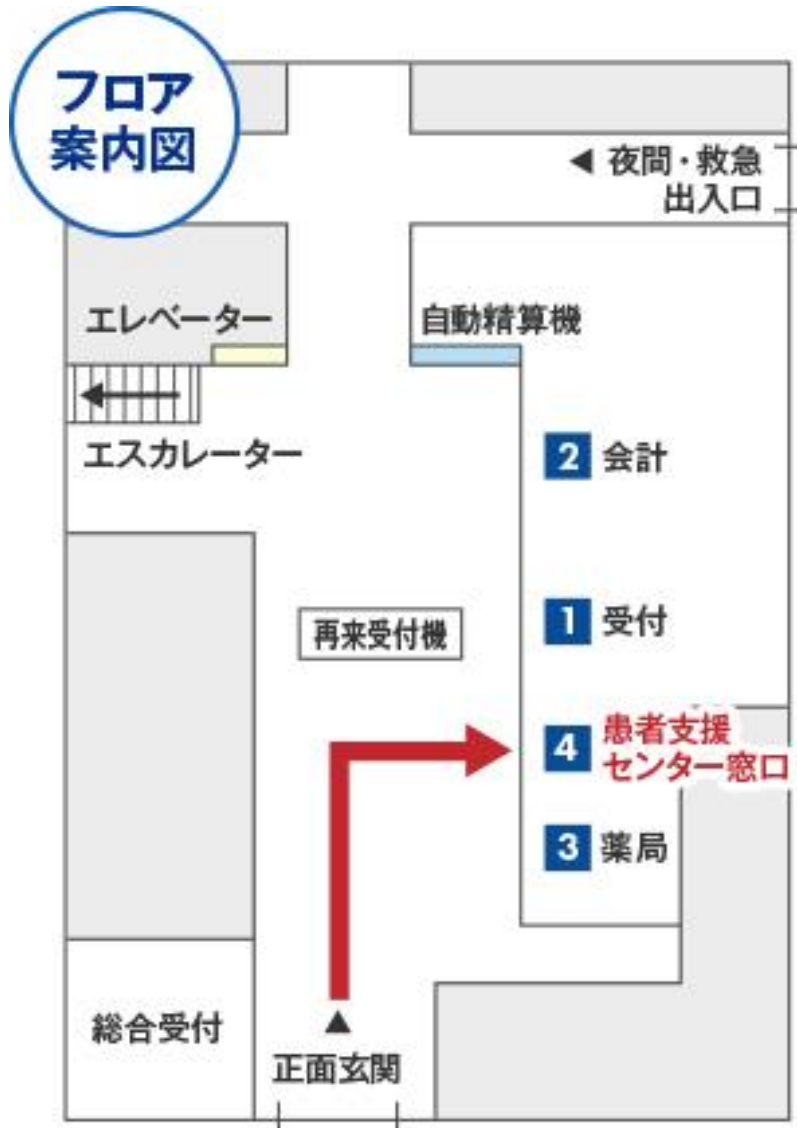 フロア
案内図
◀ 夜間・救急
出入口
エレベーター
自動精算機
エスカレーター
2 会計
再来受付機
1 受付
4 患者支援
センター窓口
3 薬局
総合受付
▲
正面玄関